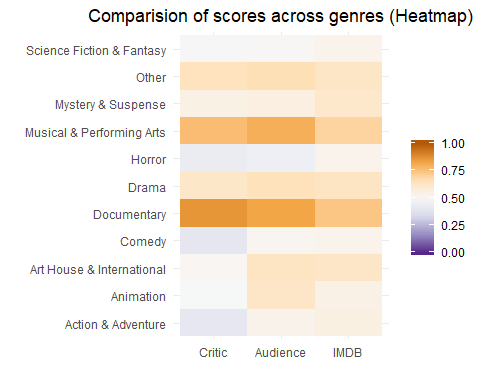 Comparision of scores across genres (Heatmap)
Science Fiction & Fantasy
Other
Mystery & Suspense
Musical & Performing Arts
Horror
Drama
Documentary
Comedy
Art House & International
Animation
Action & Adventure
Critic Audience IMDB
1.00
0.75
0.50
0.25
0.00